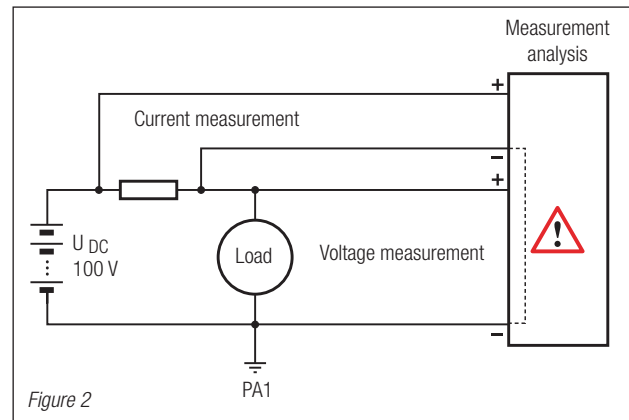 Measurement
analysis
+
Current measurement
−
+
U DC
100 V
Load
Voltage measurement
!
−
PA1
Figure 2